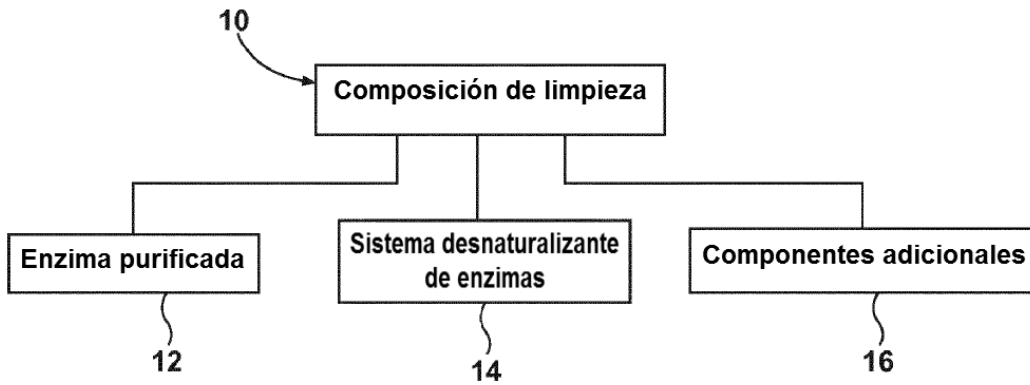 10
Composición de limpieza
Enzima purificada
Sistema desnaturalizante
de enzimas
Componentes adicionales
12
14
16